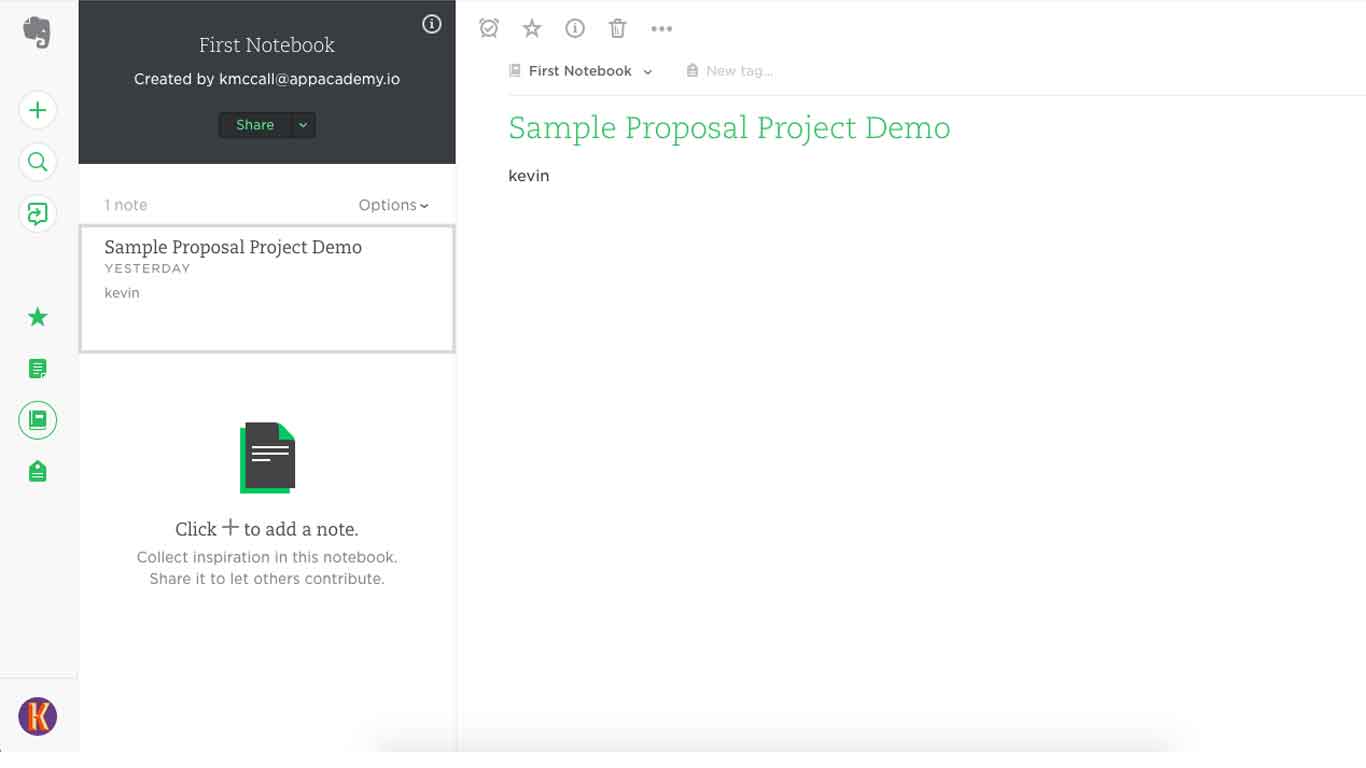 First Notebook
Created by kmccall@appacademy.io
Share
1 note
Options
Sample Proposal Project Demo
YESTERDAY
kevin
Click + to add a note.
Collect inspiration in this notebook.
Share it to let others contribute.
K
First Notebook
New tag...
Sample Proposal Project Demo
kevin